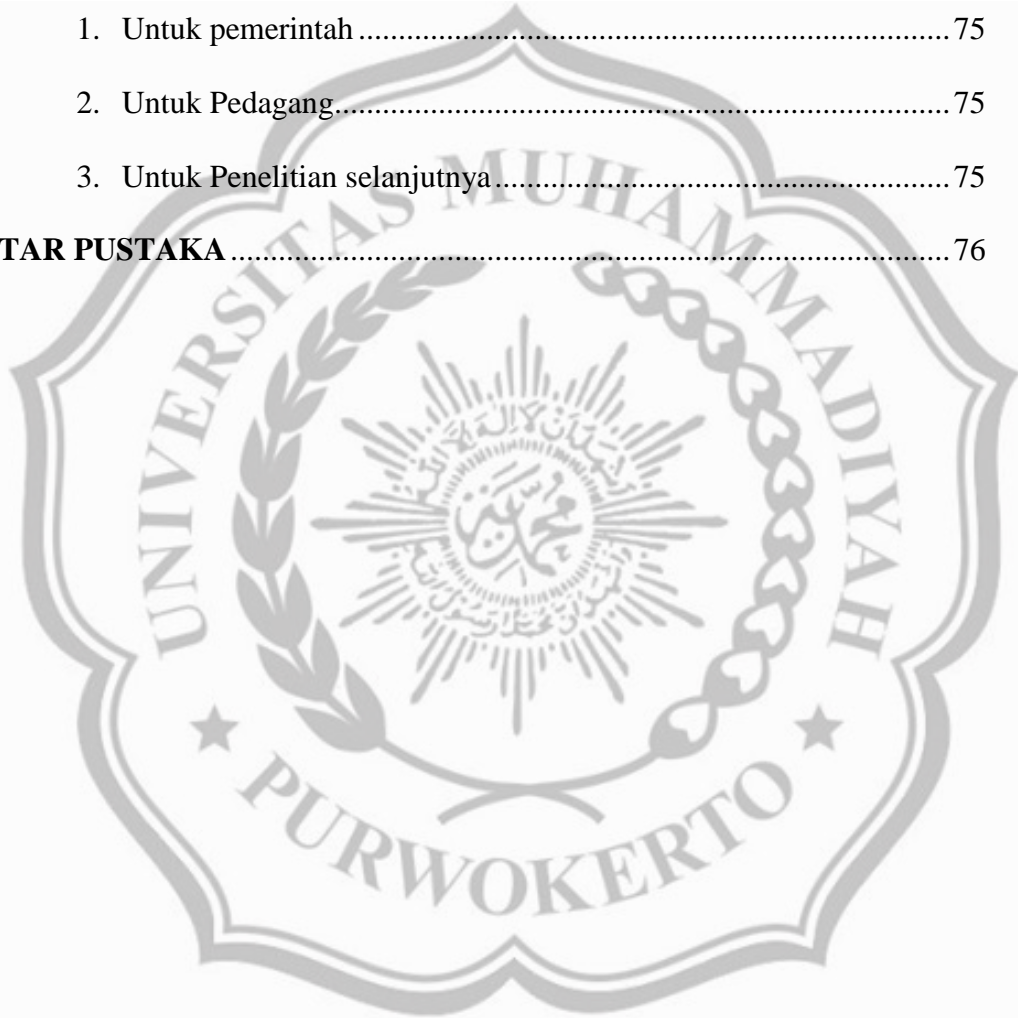 1. Untuk pemerintah ........................................................................ 75
2. Untuk Pedagang........................................................................... 75
3. Untuk Penelitian selanjutnya....................................................... 75
TAR PUSTAKA ........................................................................................ 76
UNIVERSITAS MUHAMMADIYAH
★ PURWOKERTO ★
محمدية